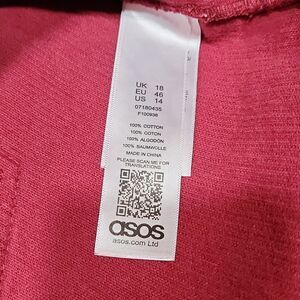 UK 18
EU 46
US 14
07180435
F100936
100% COTTON
100% COTON
100% ALGODÓN
100% BAUMWOLLE
MADE IN CHINA
PLEASE SCAN ME FOR
TRANSLATIONS
asos
asos.com Ltd